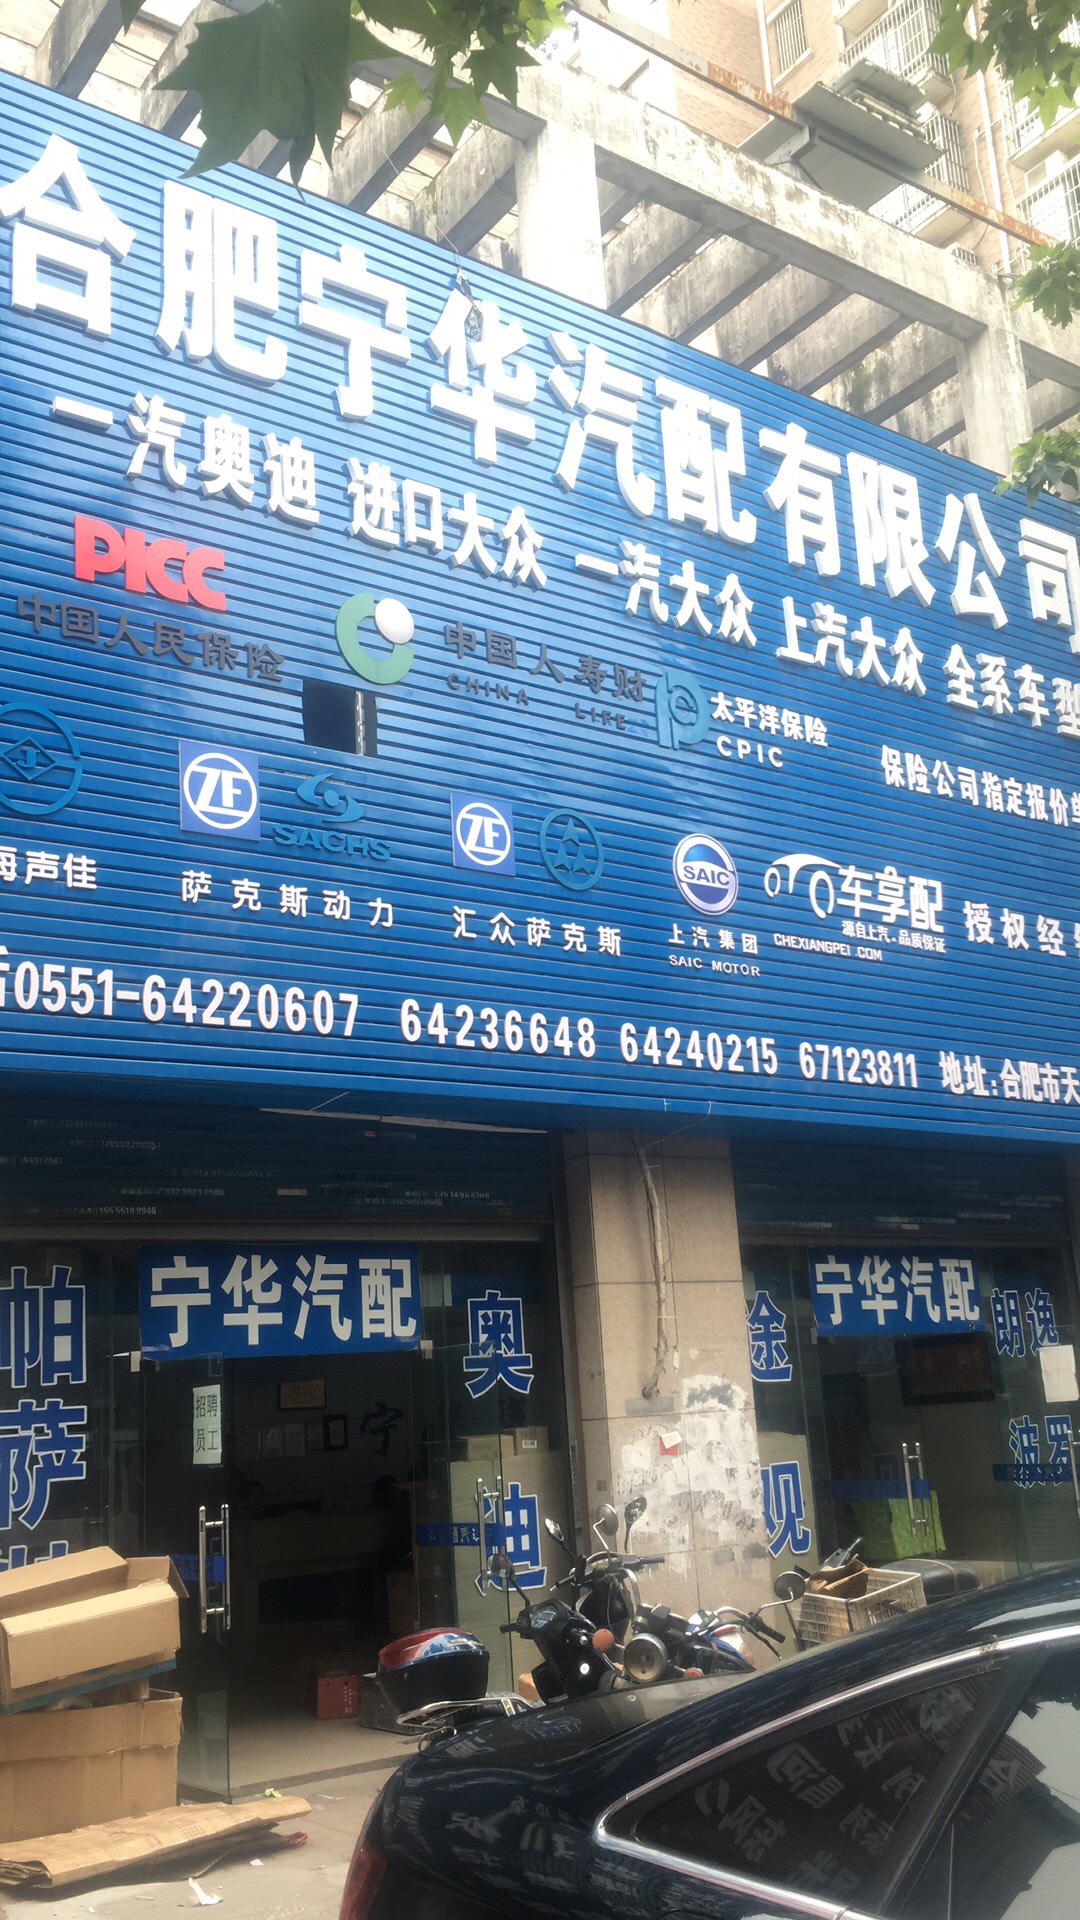 合肥宁华汽配有限公司
一汽奥迪 进口大众 一汽大众 上汽大众 全系车型
PICC
中国人民保险
中国人寿财
CHINA LIFE
太平洋保险
CPIC
保险公司指定报价单
ZF
SACHS
ZF
SAIC
车享配
源自上汽·品质保证
CHEXIANGPEI.COM
海声佳
萨克斯动力
汇众萨克斯
上汽集团
SAIC MOTOR
授权经
0551-64220607 64236648 64240215 67123811 地址:合肥市天
宁华汽配
宁华汽配
帕萨
奥迪
途观
朗逸
波罗
招聘
员工